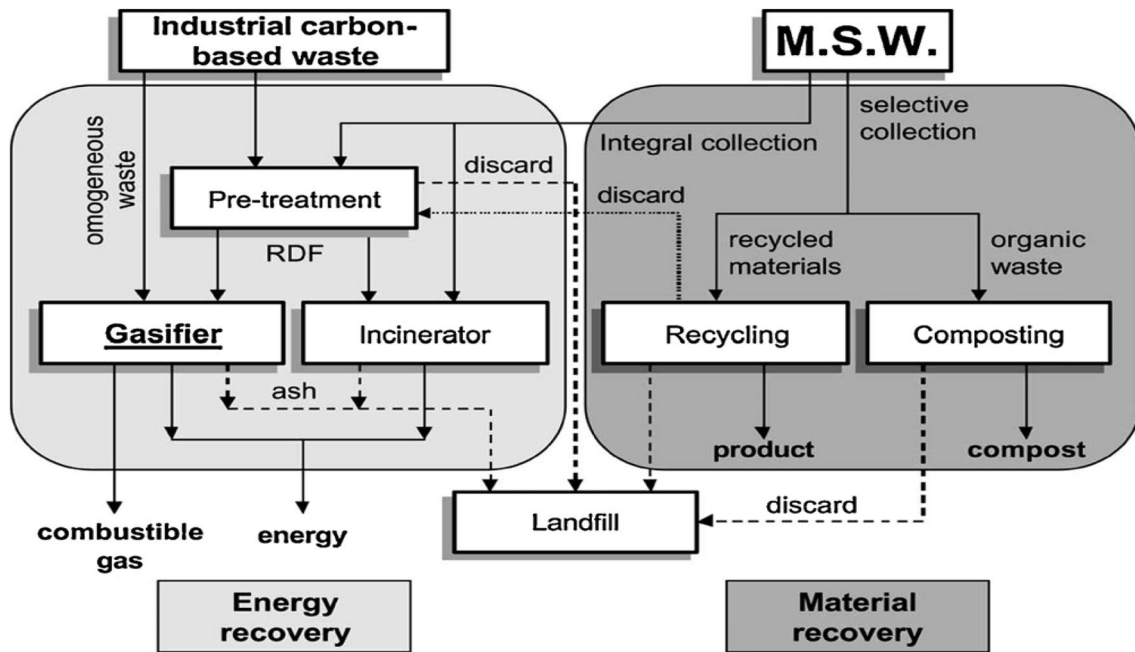 Industrial carbon-
based waste
M.S.W.
selective
collection
Integral collection
omogeneous
waste
discard
Pre-treatment
discard
RDF
recycled
materials
organic
waste
Gasifier
Incinerator
Recycling
Composting
ash
product
compost
Landfill
discard
combustible
gas
energy
Energy
recovery
Material
recovery